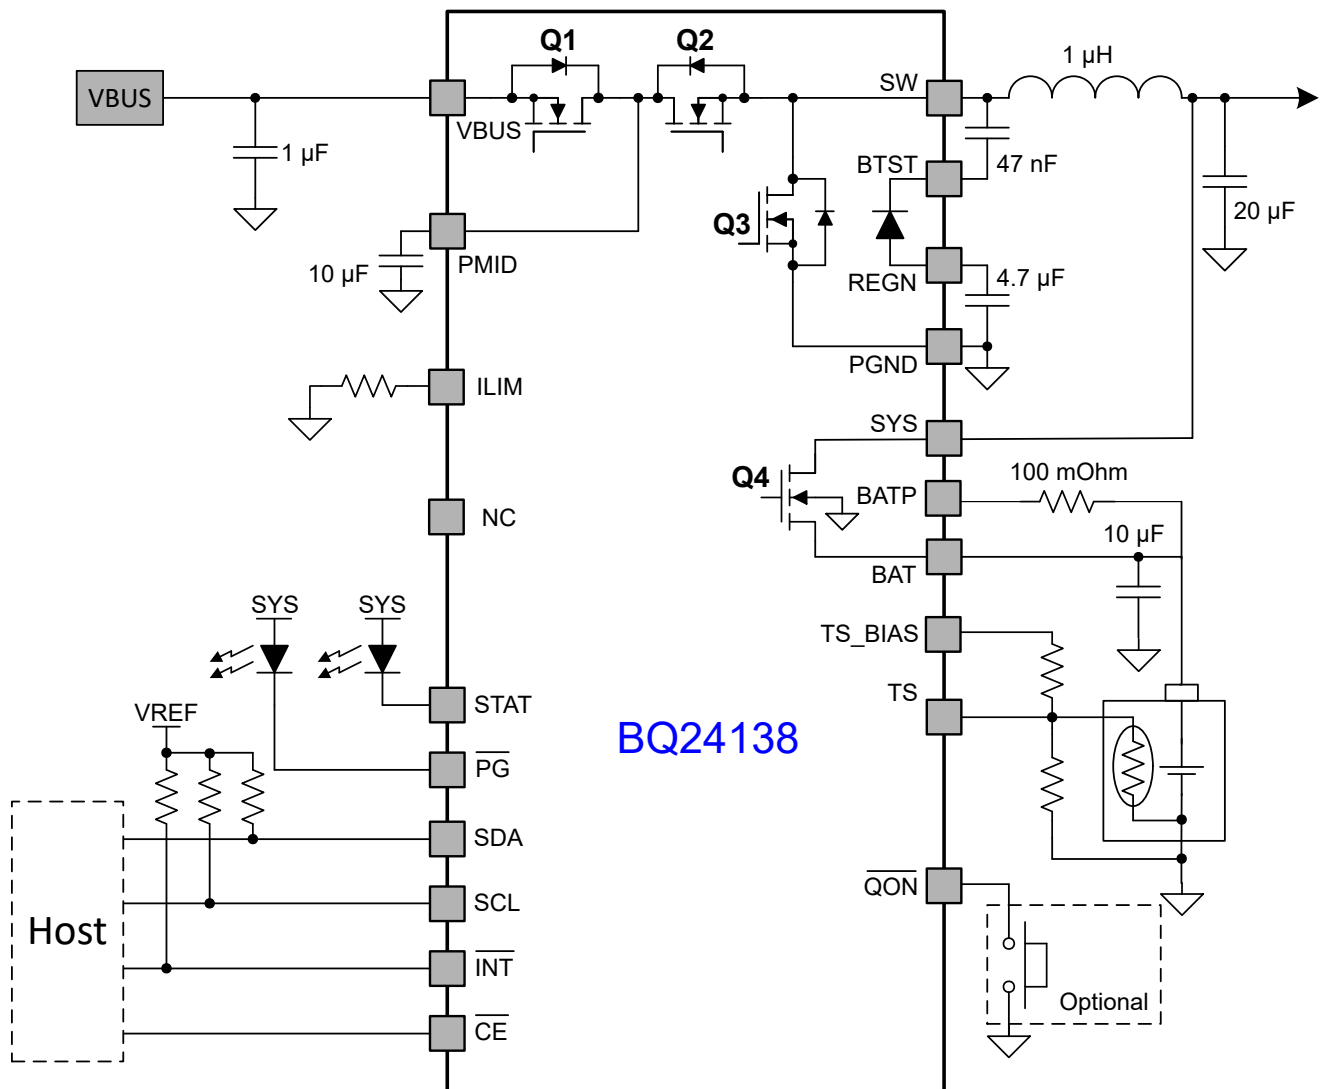 Q1
Q2
1 µH
VBUS
SW
VBUS
1 µF
BTST
47 nF
Q3
20 µF
PMID
10 µF
REGN
4.7 µF
PGND
ILIM
SYS
Q4
BATP
100 mOhm
NC
10 µF
BAT
SYS
SYS
TS_BIAS
TS
STAT
VREF
BQ24138
PG
SDA
QON
SCL
Host
INT
Optional
CE